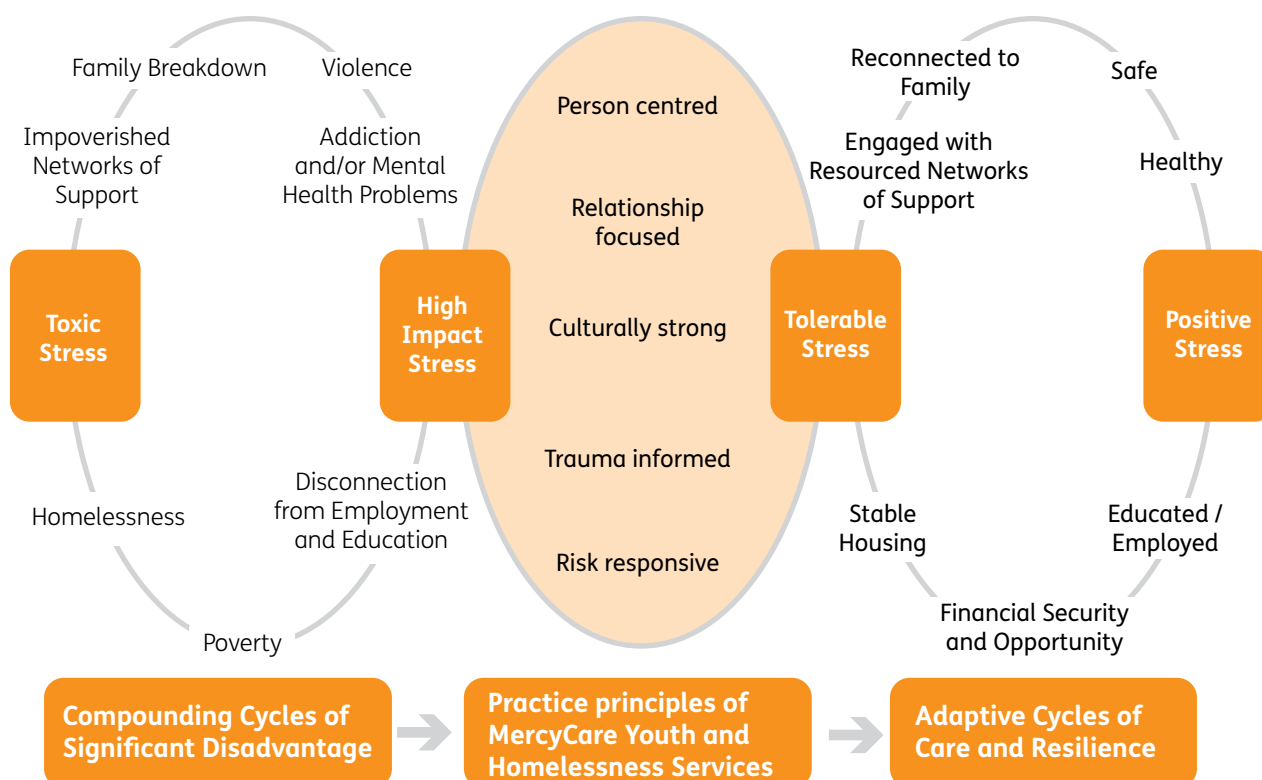 Family Breakdown
Violence
Impoverished
Networks of
Support
Addiction
and/or Mental
Health Problems
Toxic
Stress
High
Impact
Stress
Homelessness
Disconnection
from Employment
and Education
Poverty
Person centred
Relationship
focused
Culturally strong
Trauma informed
Risk responsive
Reconnected to
Family
Safe
Engaged with
Resourced Networks
of Support
Healthy
Tolerable
Stress
Positive
Stress
Stable
Housing
Educated /
Employed
Financial Security
and Opportunity
Compounding Cycles of
Significant Disadvantage
Practice principles of
MercyCare Youth and
Homelessness Services
Adaptive Cycles of
Care and Resilience